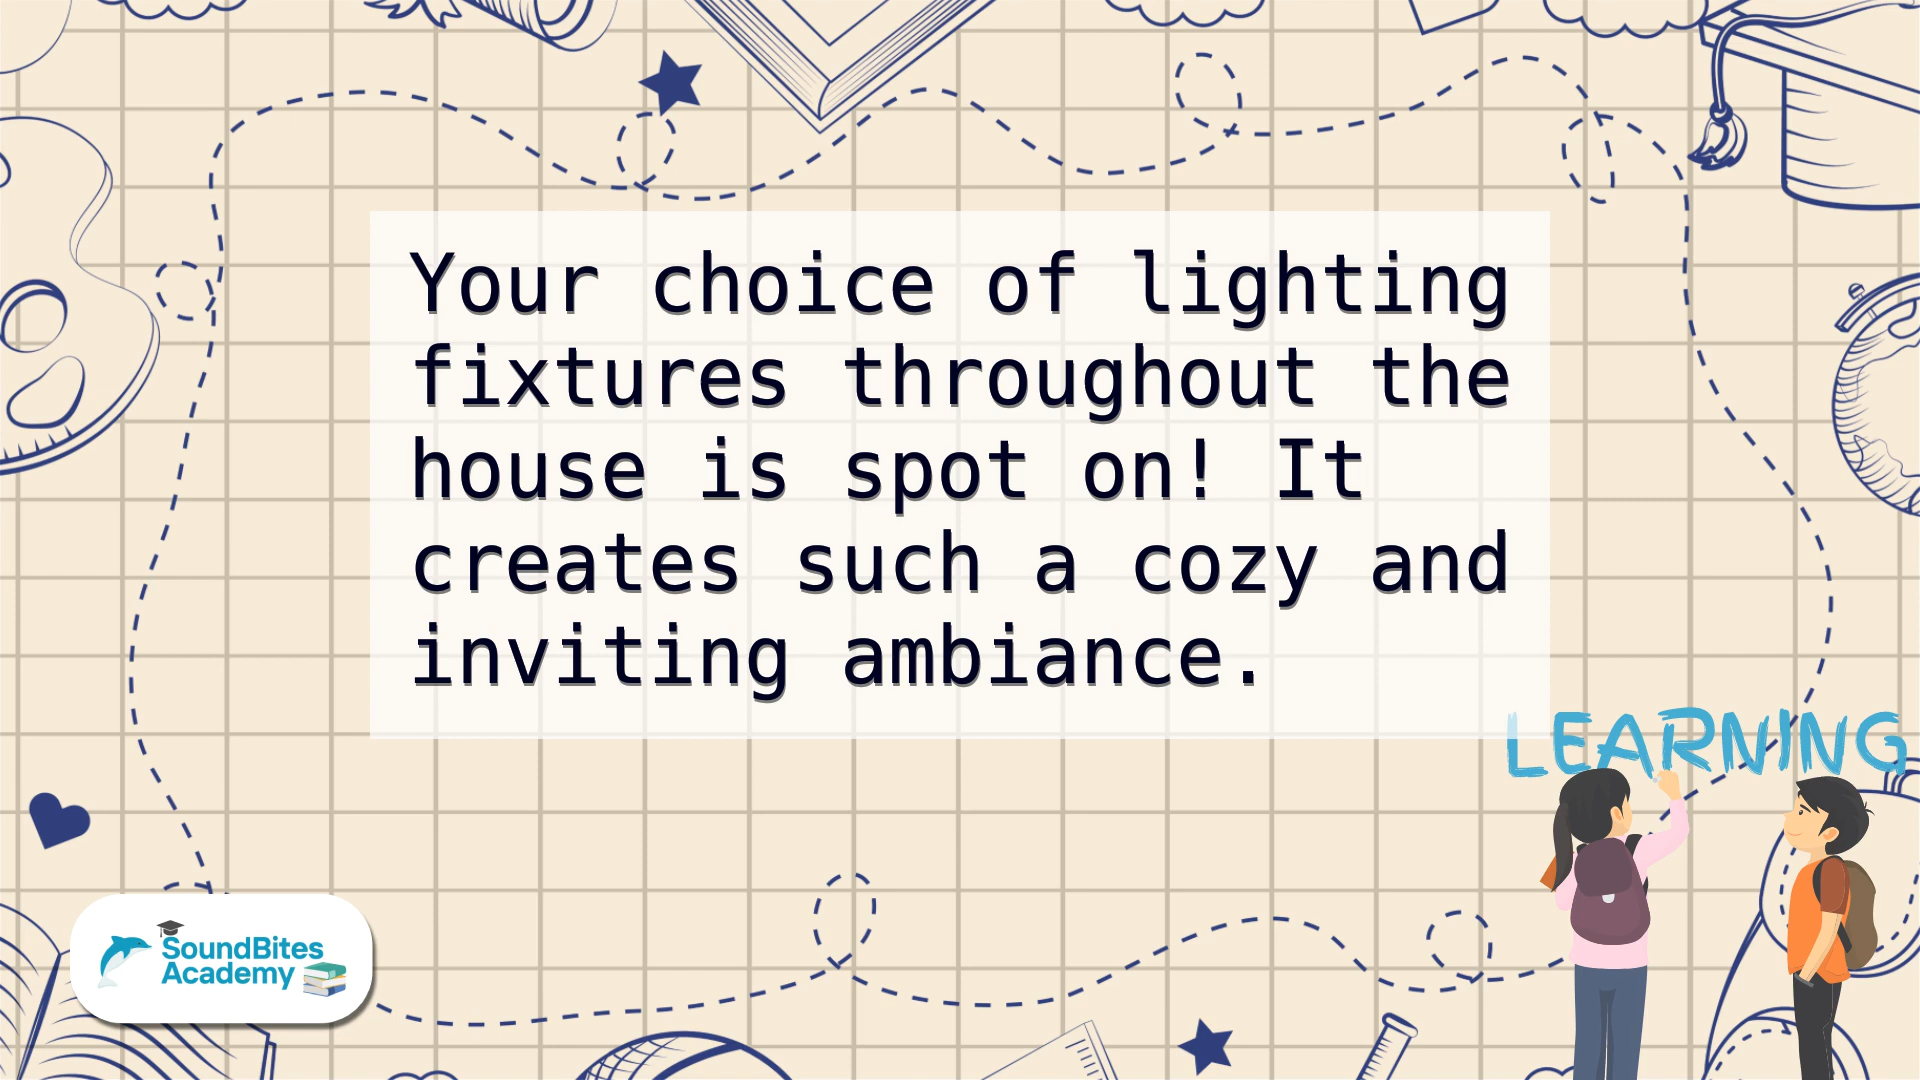 Your choice of lighting
fixtures throughout the
house is spot on! It
creates such a cozy and
inviting ambiance.
LEARNING
SoundBites
Academy